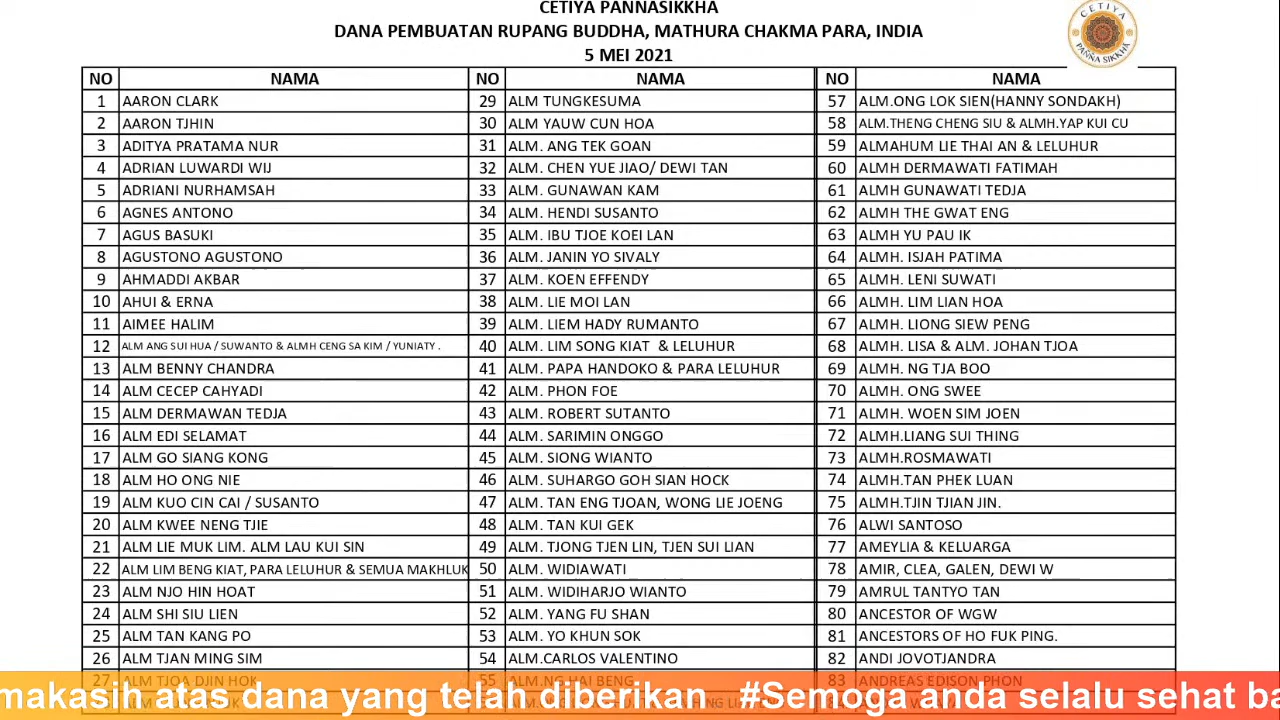 CETIYA PANNASIKKHA
DANA PEMBUATAN RUPANG BUDDHA, MATHURA CHAKMA PARA, INDIA
5 MEI 2021
CETIYA
PANNA SIKKHA
NO NAMA NO NAMA NO NAMA
1 AARON CLARK 29 ALM TUNGKESUMA 57 ALM.ONG LOK SIEN(HANNY SONDAKH)
2 AARON TJHIN 30 ALM YAUW CUN HOA 58 ALM.THENG CHENG SIU & ALMH.YAP KUI CU
3 ADITYA PRATAMA NUR 31 ALM. ANG TEK GOAN 59 ALMAHUM LIE THAI AN & LELUHUR
4 ADRIAN LUWARDI WIJ 32 ALM. CHEN YUE JIAO/ DEWI TAN 60 ALMH DERMAWATI FATIMAH
5 ADRIANI NURHAMSAH 33 ALM. GUNAWAN KAM 61 ALMH GUNAWATI TEDJA
6 AGNES ANTONO 34 ALM. HENDI SUSANTO 62 ALMH THE GWAT ENG
7 AGUS BASUKI 35 ALM. IBU TJOE KOEI LAN 63 ALMH YU PAU IK
8 AGUSTONO AGUSTONO 36 ALM. JANIN YO SIVALY 64 ALMH. ISJAH PATIMA
9 AHMADDI AKBAR 37 ALM. KOEN EFFENDY 65 ALMH. LENI SUWATI
10 AHUI & ERNA 38 ALM. LIE MOI LAN 66 ALMH. LIM LIAN HOA
11 AIMEE HALIM 39 ALM. LIEM HADY RUMANTO 67 ALMH. LIONG SIEW PENG
12 ALM ANG SUI HUA / SUWANTO & ALMH CENG SA KIM / YUNIATY . 40 ALM. LIM SONG KIAT & LELUHUR 68 ALMH. LISA & ALM. JOHAN TJOA
13 ALM BENNY CHANDRA 41 ALM. PAPA HANDOKO & PARA LELUHUR 69 ALMH. NG TJA BOO
14 ALM CECEP CAHYADI 42 ALM. PHON FOE 70 ALMH. ONG SWEE
15 ALM DERMAWAN TEDJA 43 ALM. ROBERT SUTANTO 71 ALMH. WOEN SIM JOEN
16 ALM EDI SELAMAT 44 ALM. SARIMIN ONGGO 72 ALMH.LIANG SUI THING
17 ALM GO SIANG KONG 45 ALM. SIONG WIANTO 73 ALMH.ROSMAWATI
18 ALM HO ONG NIE 46 ALM. SUHARGO GOH SIAN HOCK 74 ALMH.TAN PHEK LUAN
19 ALM KUO CIN CAI / SUSANTO 47 ALM. TAN ENG TJOAN, WONG LIE JOENG 75 ALMH.TJIN TJIAN JIN.
20 ALM KWEE NENG TJIE 48 ALM. TAN KUI GEK 76 ALWI SANTOSO
21 ALM LIE MUK LIM. ALM LAU KUI SIN 49 ALM. TJONG TJEN LIN, TJEN SUI LIAN 77 AMEYLIA & KELUARGA
22 ALM LIM BENG KIAT, PARA LELUHUR & SEMUA MAKHLUK 50 ALM. WIDIAWATI 78 AMIR, CLEA, GALEN, DEWI W
23 ALM NJO HIN HOAT 51 ALM. WIDIHARJO WIANTO 79 AMRUL TANTYO TAN
24 ALM SHI SIU LIEN 52 ALM. YANG FU SHAN 80 ANCESTOR OF WGW
25 ALM TAN KANG PO 53 ALM. YO KHUN SOK 81 ANCESTORS OF HO FUK PING.
26 ALM TJAN MING SIM 54 ALM.CARLOS VALENTINO 82 ANDI JOVOTJANDRA
27 ALM TJOA DJIN HOK 55 ALM.NG HAI BENG 83 ANDREAS EDISON PHON
makasih atas dana yang telah diberikan #Semoga anda selalu sehat ba